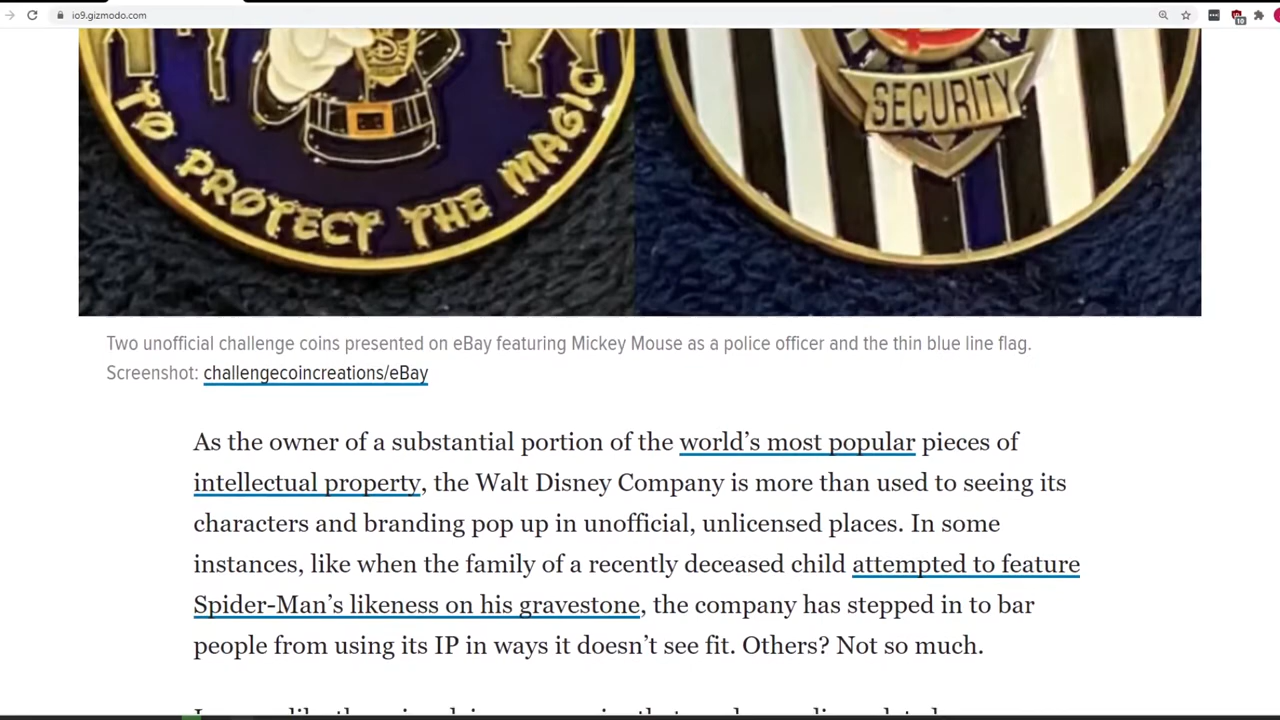 io9.gizmodo.com
10
TO PROTECT THE MAGIC
SECURITY
Two unofficial challenge coins presented on eBay featuring Mickey Mouse as a police officer and the thin blue line flag.
Screenshot: challengecoincreations/eBay
As the owner of a substantial portion of the world’s most popular pieces of
intellectual property, the Walt Disney Company is more than used to seeing its
characters and branding pop up in unofficial, unlicensed places. In some
instances, like when the family of a recently deceased child attempted to feature
Spider-Man’s likeness on his gravestone, the company has stepped in to bar
people from using its IP in ways it doesn’t see fit. Others? Not so much.